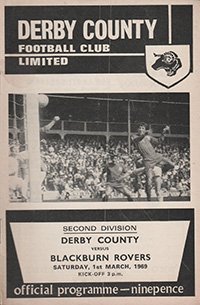 DERBY COUNTY
FOOTBALL CLUB
LIMITED
SECOND DIVISION
DERBY COUNTY
VERSUS
BLACKBURN ROVERS
SATURDAY, 1st MARCH, 1969
KICK-OFF 3 p.m.
official programme—ninepence